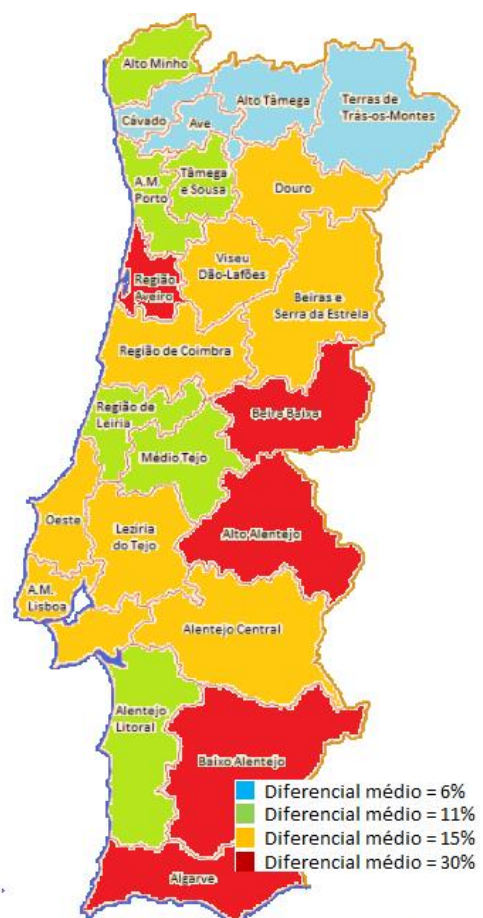 Alto Minho
Cávado
Ave
Alto Tâmega
Terras de
Trás-os-Montes
A.M.
Porto
Tâmega
e Sousa
Douro
Região
Aveiro
Viseu
Dão-Lafões
Beiras e
Serra da Estrela
Região de Coimbra
Região de
Leiria
Beira Baixa
Médio Tejo
Oeste
Lezíria
do Tejo
Alto Alentejo
A.M.
Lisboa
Alentejo Central
Alentejo
Litoral
Baixo Alentejo
Algarve
Diferencial médio = 6%
Diferencial médio = 11%
Diferencial médio = 15%
Diferencial médio = 30%